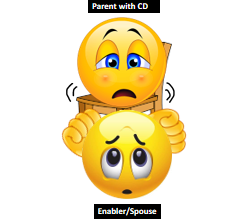 Parent with CD
Enabler/Spouse